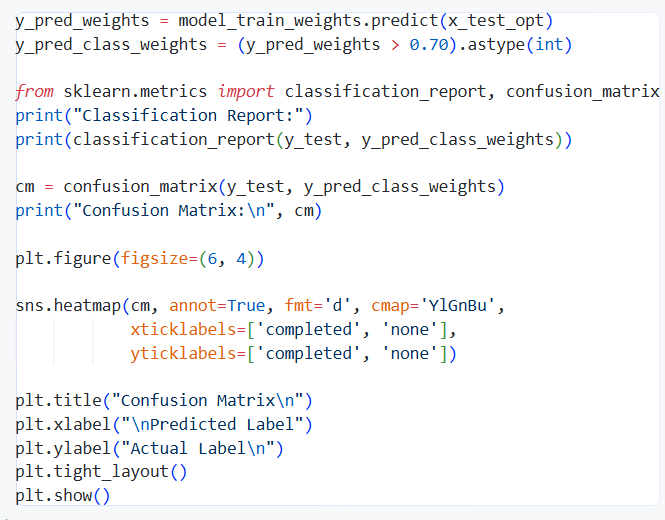 y_pred_weights = model_train_weights.predict(x_test_opt)
y_pred_class_weights = (y_pred_weights > 0.70).astype(int)
from sklearn.metrics import classification_report, confusion_matrix
print("Classification Report:")
print(classification_report(y_test, y_pred_class_weights))
cm = confusion_matrix(y_test, y_pred_class_weights)
print("Confusion Matrix:\n", cm)
plt.figure(figsize=(6, 4))
sns.heatmap(cm, annot=True, fmt='d', cmap='YlGnBu',
xticklabels=['completed', 'none'],
yticklabels=['completed', 'none'])
plt.title("Confusion Matrix\n")
plt.xlabel("\nPredicted Label")
plt.ylabel("Actual Label\n")
plt.tight_layout()
plt.show()